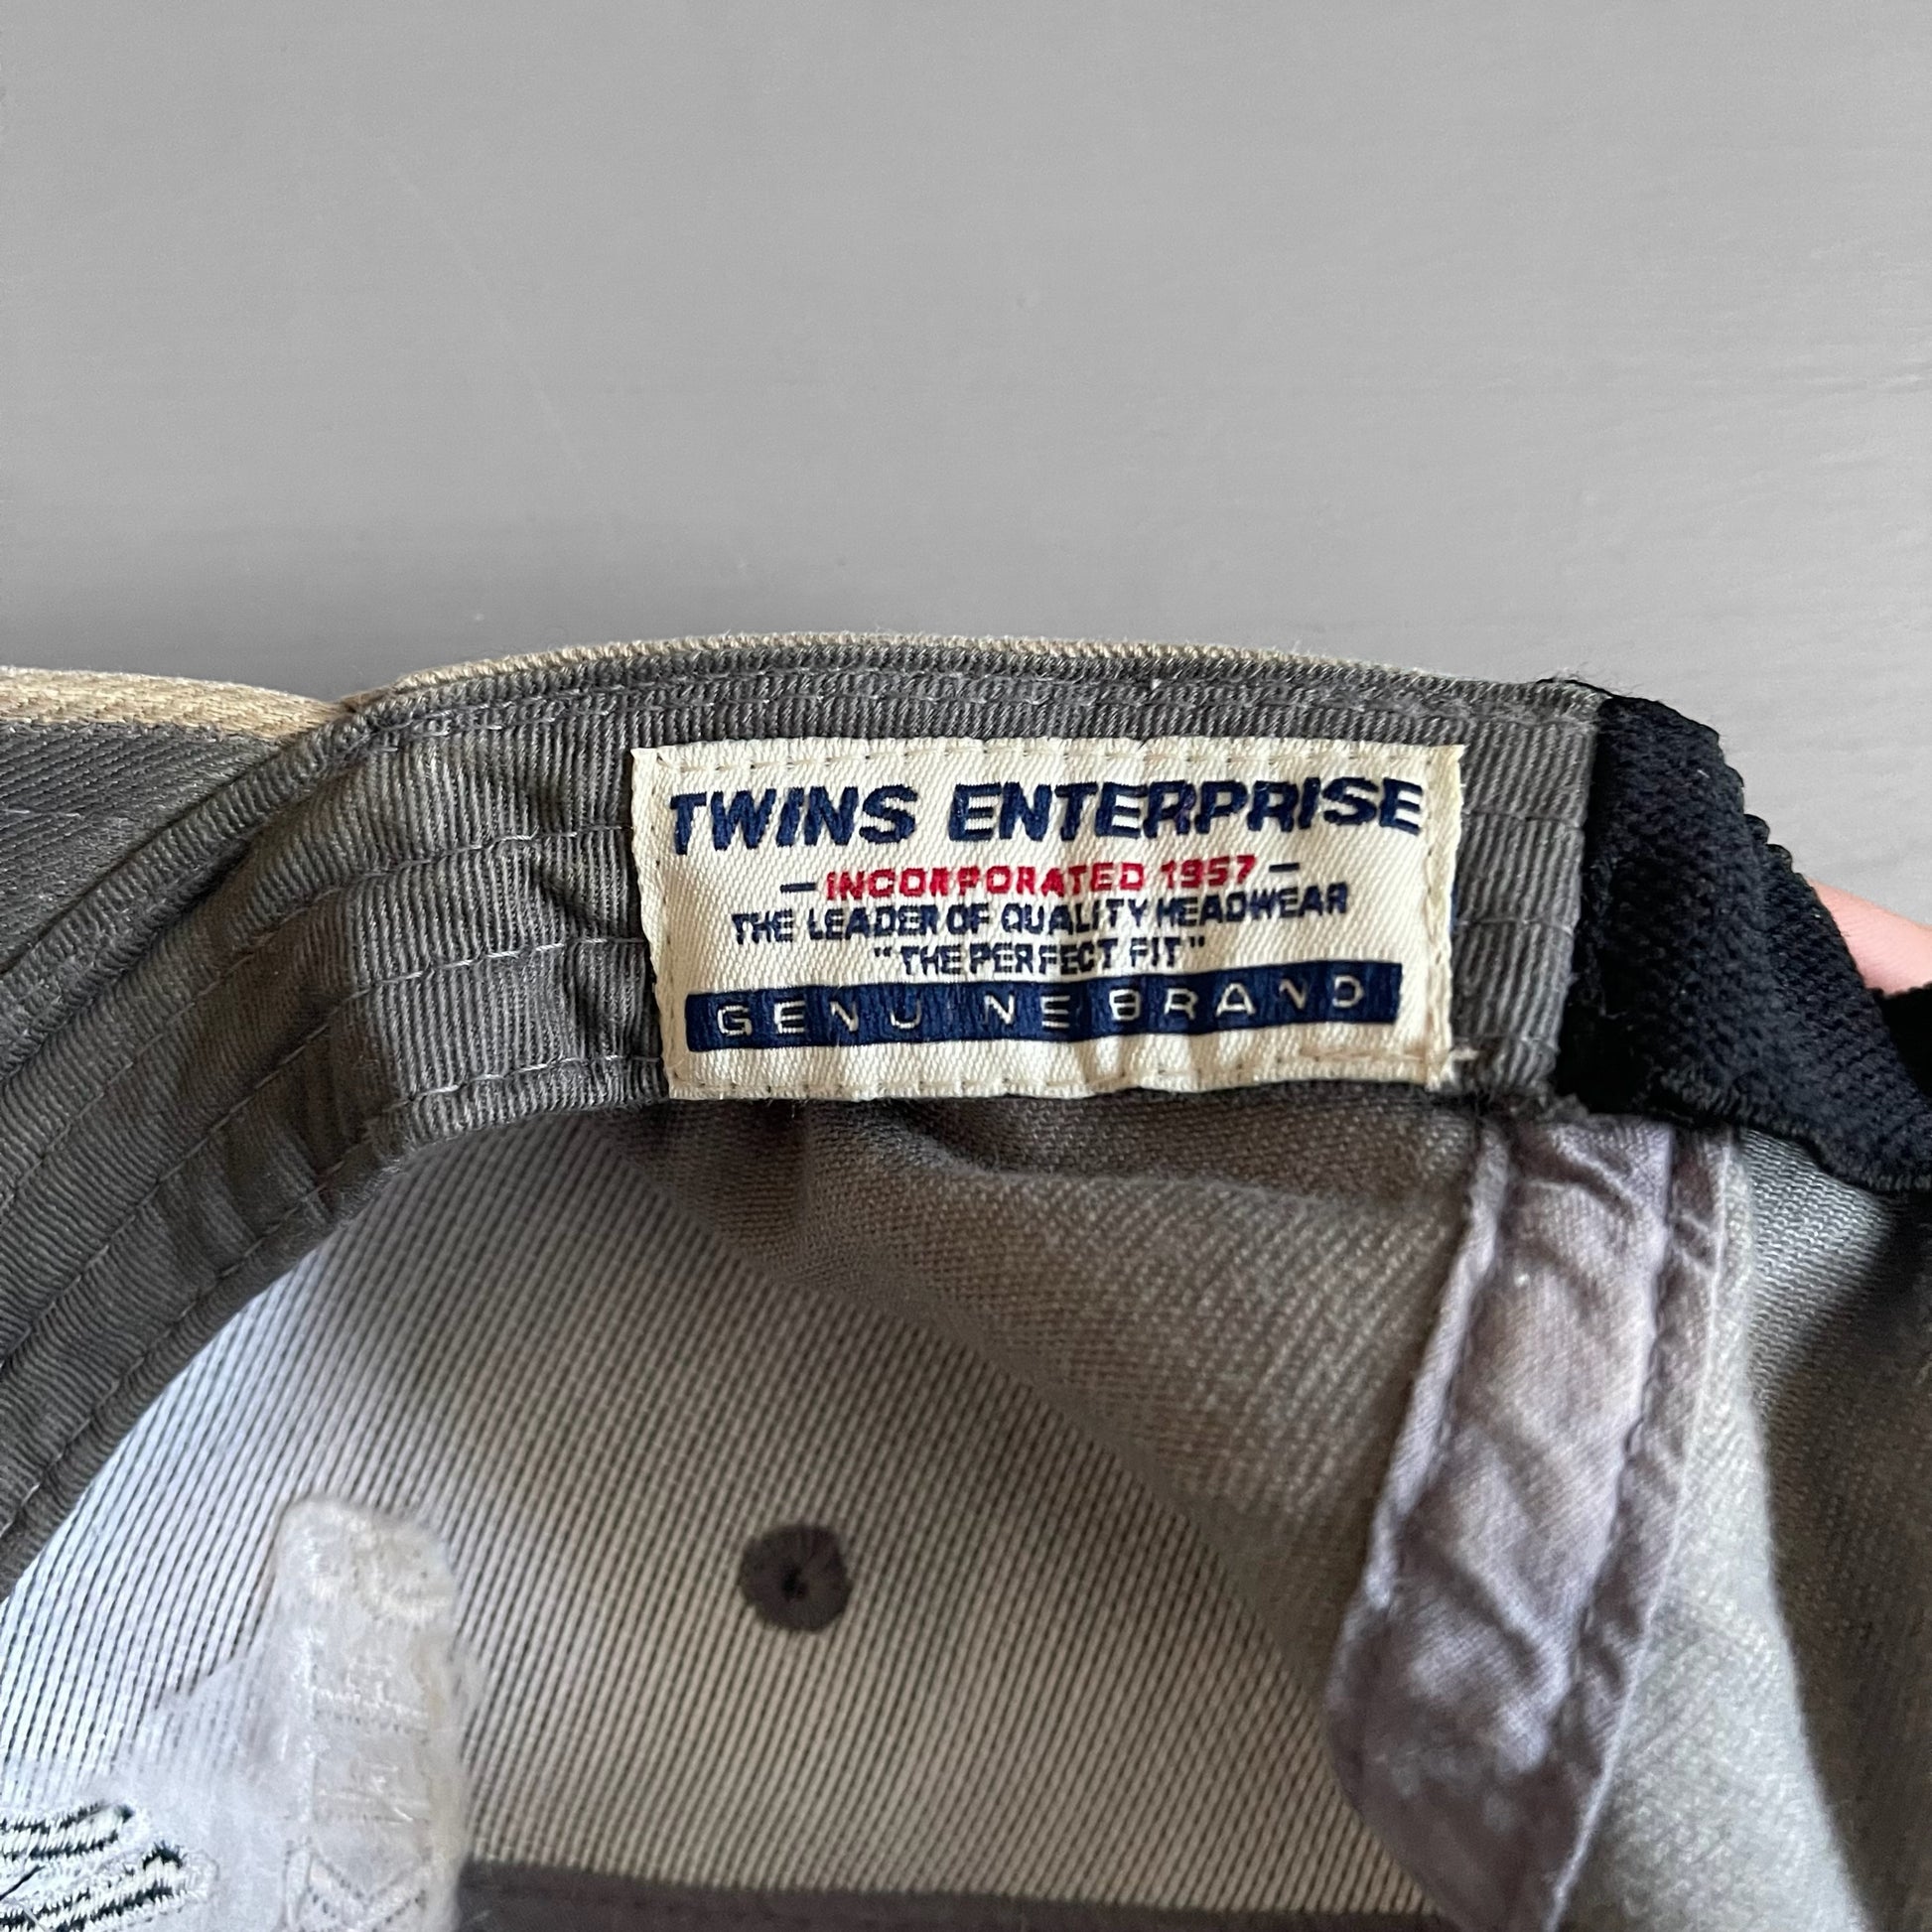 TWINS ENTERPRISE
— INCORPORATED 1957 —
THE LEADER OF QUALITY HEADWEAR
"THE PERFECT FIT"
GENUINE BRAND